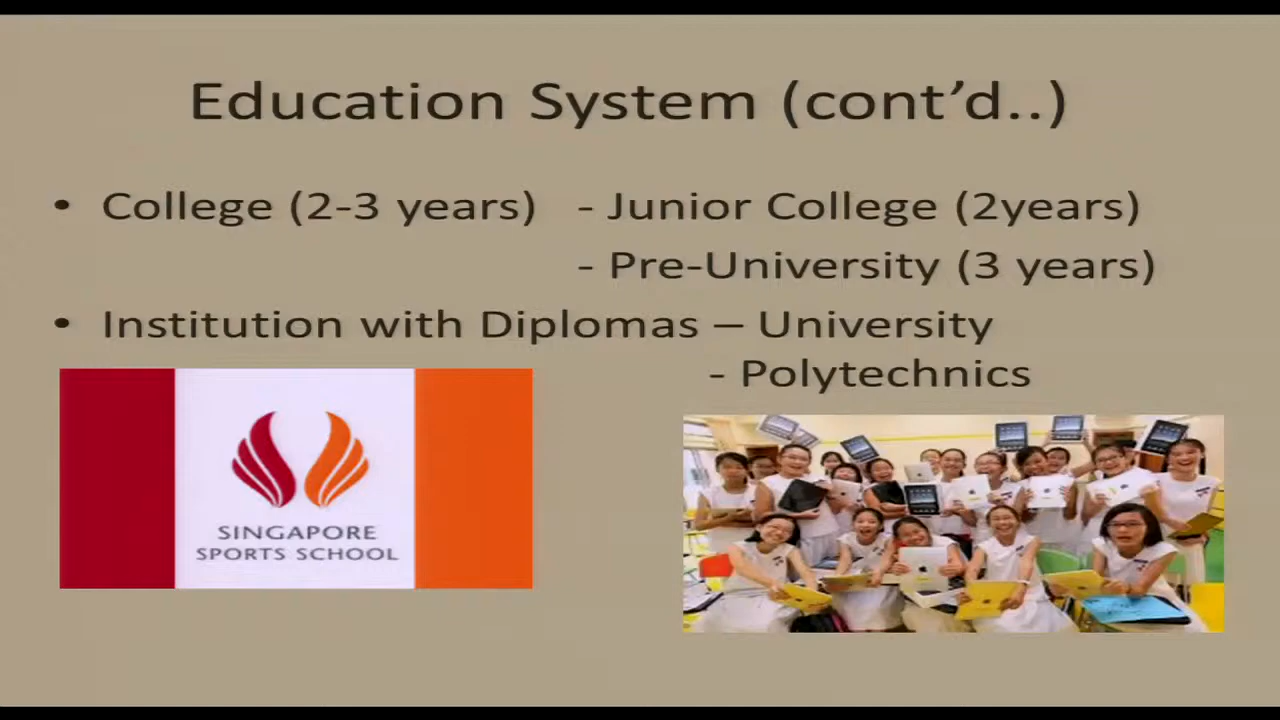 Education System (cont'd..)
• College (2-3 years) - Junior College (2years)
- Pre-University (3 years)
• Institution with Diplomas – University
- Polytechnics
SINGAPORE
SPORTS SCHOOL